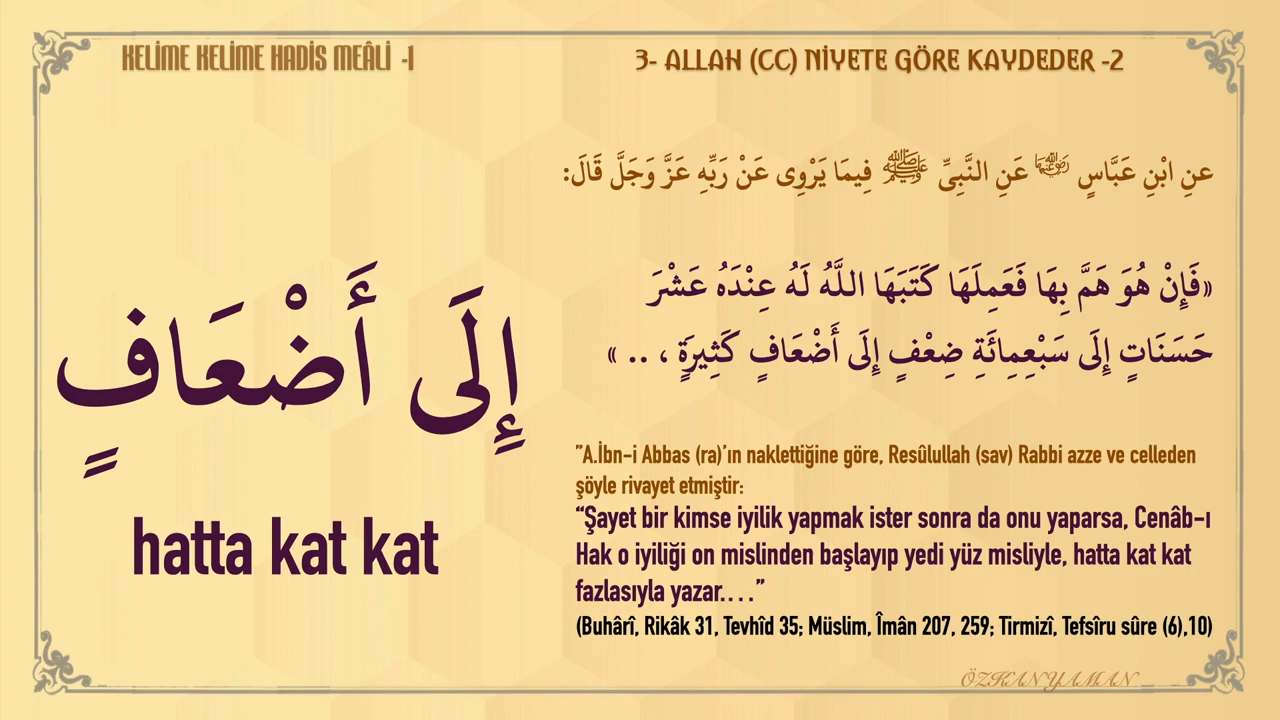 KELİME KELİME HADİS MEÂLİ -1
3- ALLAH (CC) NİYETE GÖRE KAYDEDER -2
عنِ ابْنِ عَبَّاسٍ رَضِيَ اللهُ عَنْهُمَا عَنِ النَّبِىِّ ﷺ فِيمَا يَرْوِى عَنْ رَبِّهِ عَزَّ وَجَلَّ قَالَ:
«فَإِنْ هُوَ هَمَّ بِهَا فَعَمِلَهَا كَتَبَهَا اللَّهُ لَهُ عِنْدَهُ عَشْرَ
حَسَنَاتٍ إِلَى سَبْعِمِائَةِ ضِعْفٍ إِلَى أَضْعَافٍ كَثِيرَةٍ ، .. »
إِلَى أَضْعَافٍ
hatta kat kat
”A.İbn-i Abbas (ra)’ın naklettiğine göre, Resûlullah (sav) Rabbi azze ve celleden
şöyle rivayet etmiştir:
“Şayet bir kimse iyilik yapmak ister sonra da onu yaparsa, Cenâb-ı
Hak o iyiliği on mislinden başlayıp yedi yüz misliyle, hatta kat kat
fazlasıyla yazar....”
(Buhârî, Rikâk 31, Tevhîd 35; Müslim, Îmân 207, 259; Tirmizî, Tefsîru sûre (6),10)
ÖZKAN YAMAN